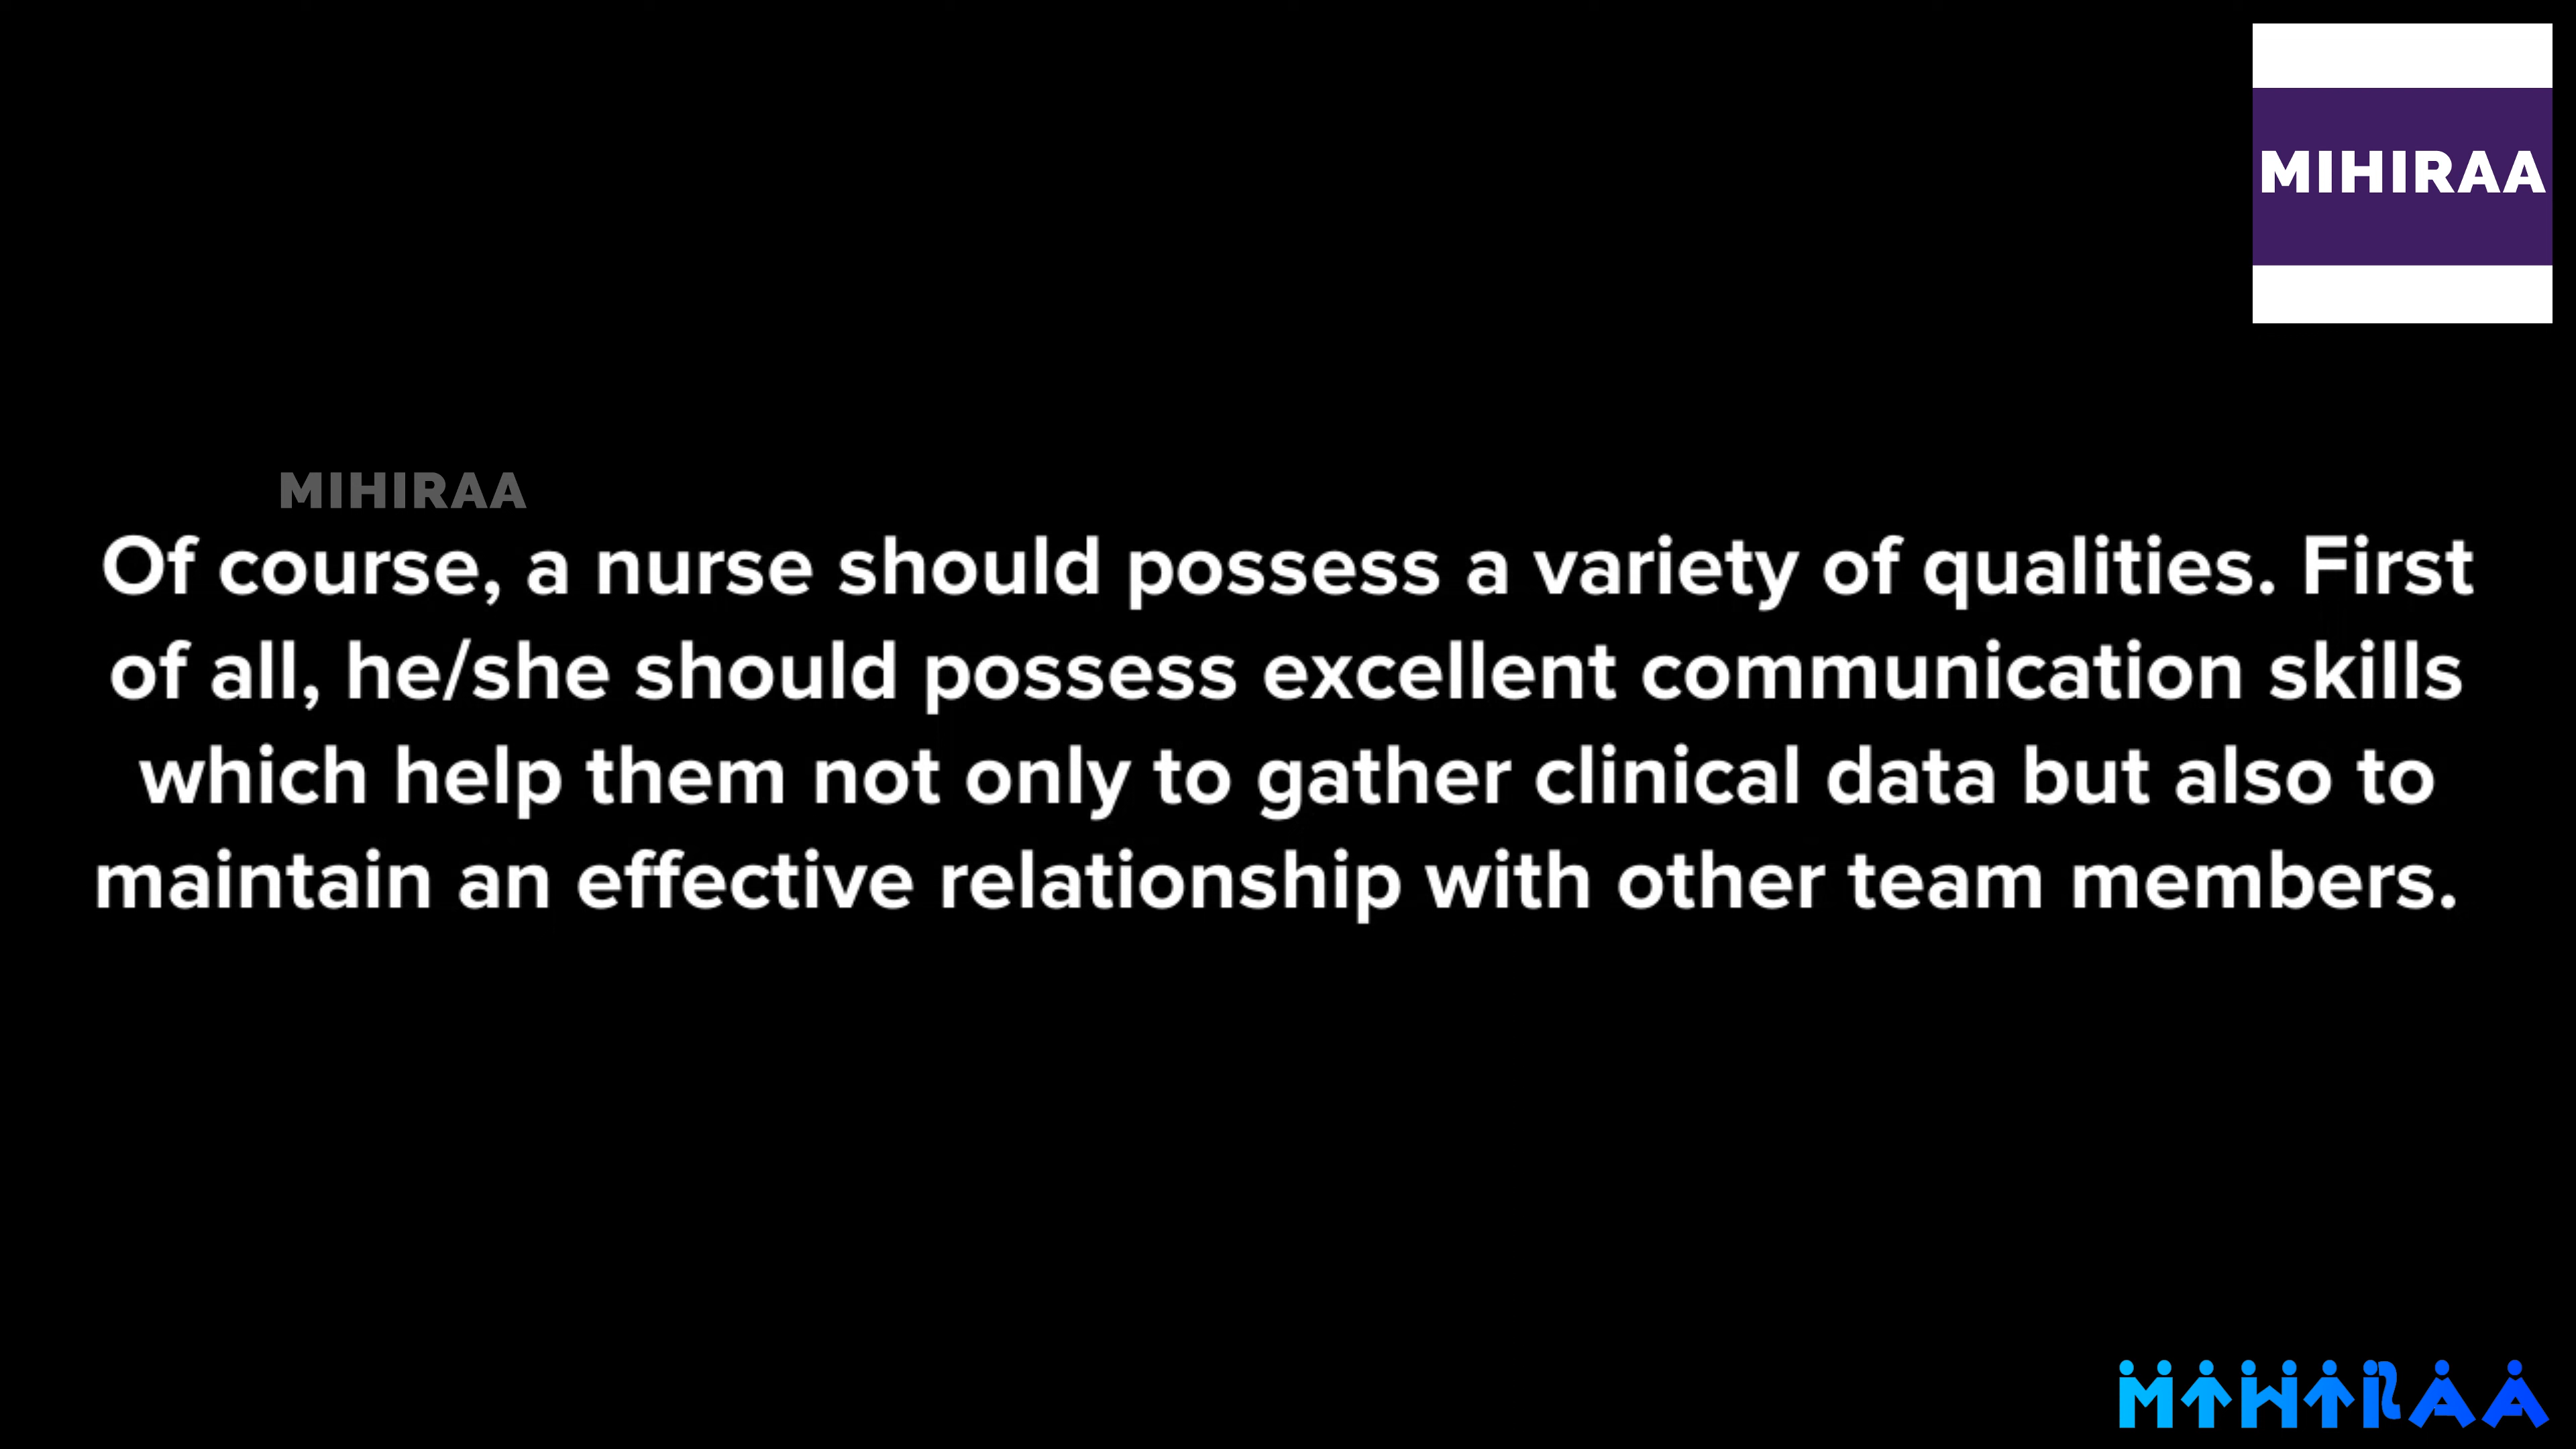 MIHIRAA
MIHIRAA
Of course, a nurse should possess a variety of qualities. First
of all, he/she should possess excellent communication skills
which help them not only to gather clinical data but also to
maintain an effective relationship with other team members.
MIHIRAA